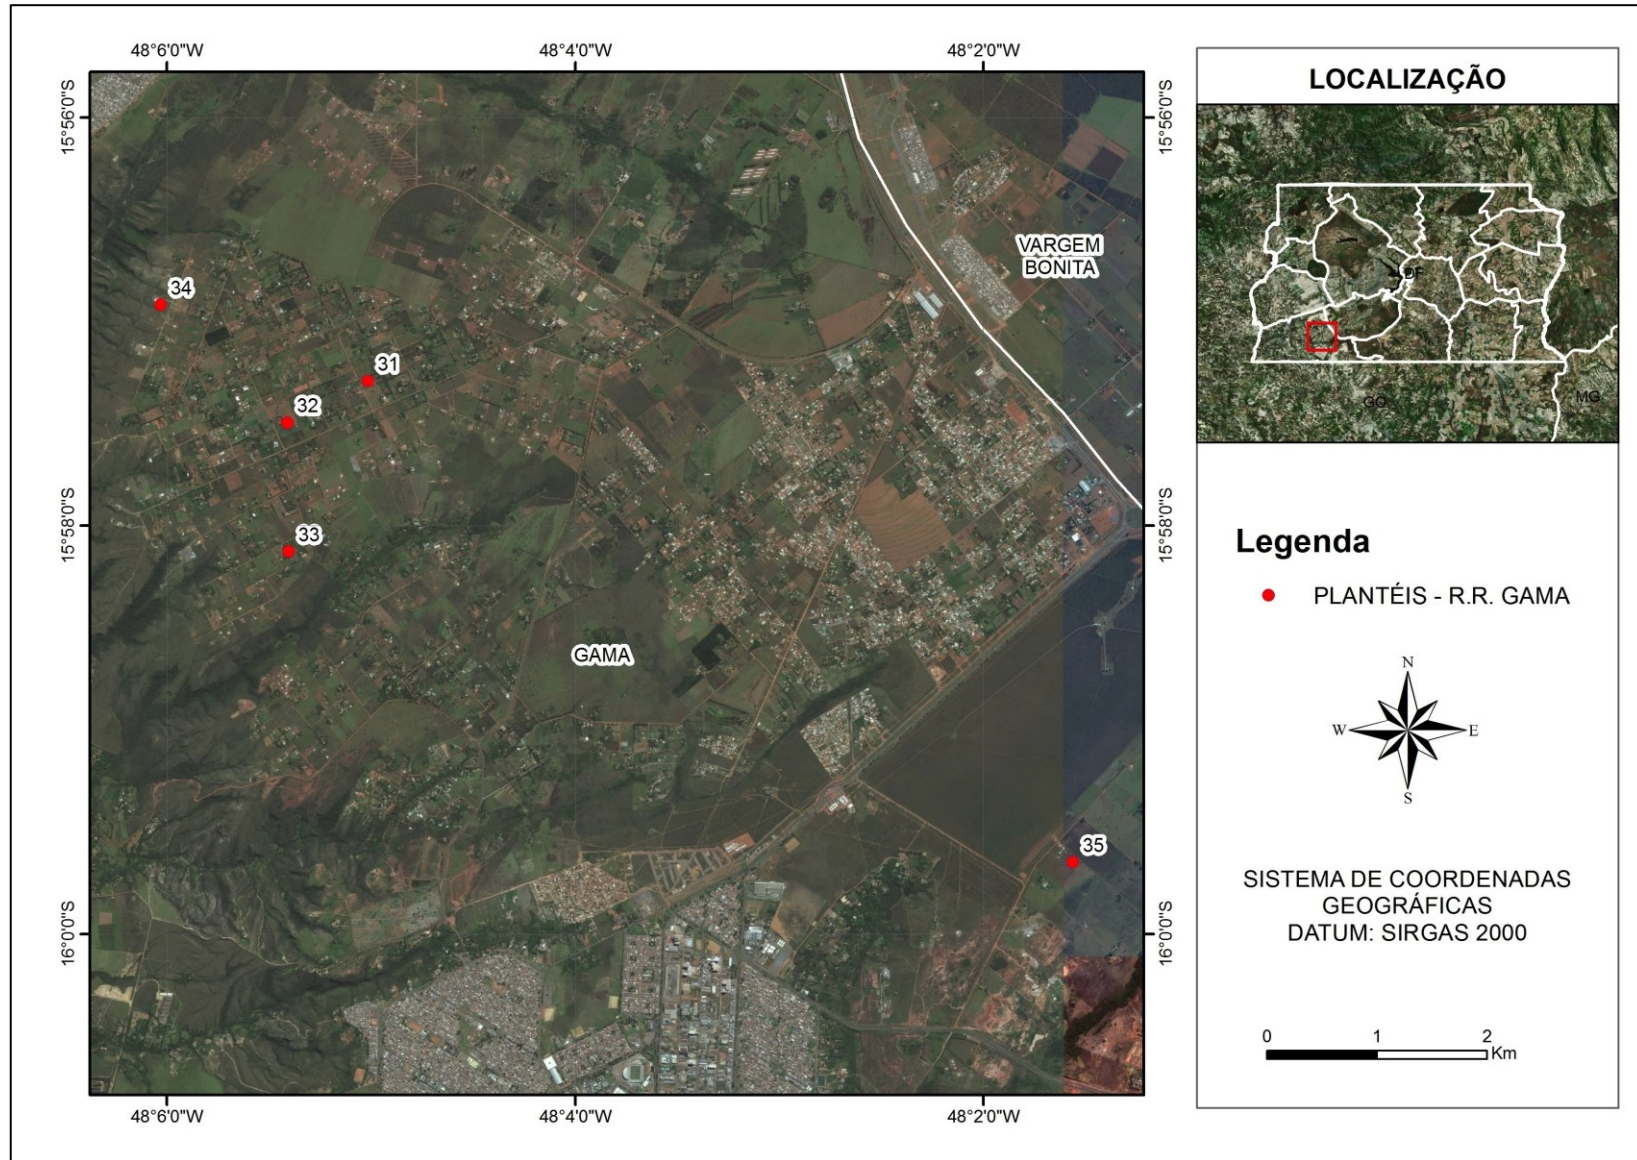 48°6'0"W
48°4'0"W
48°2'0"W
15°56'0"S
15°56'0"S
VARGEM
BONITA
34
31
32
15°58'0"S
15°58'0"S
33
GAMA
35
16°0'0"S
16°0'0"S
48°6'0"W
48°4'0"W
48°2'0"W
LOCALIZAÇÃO
DF
GO
MG
Legenda
PLANTÉIS - R.R. GAMA
N
W
E
S
SISTEMA DE COORDENADAS
GEOGRÁFICAS
DATUM: SIRGAS 2000
0 1 2
Km